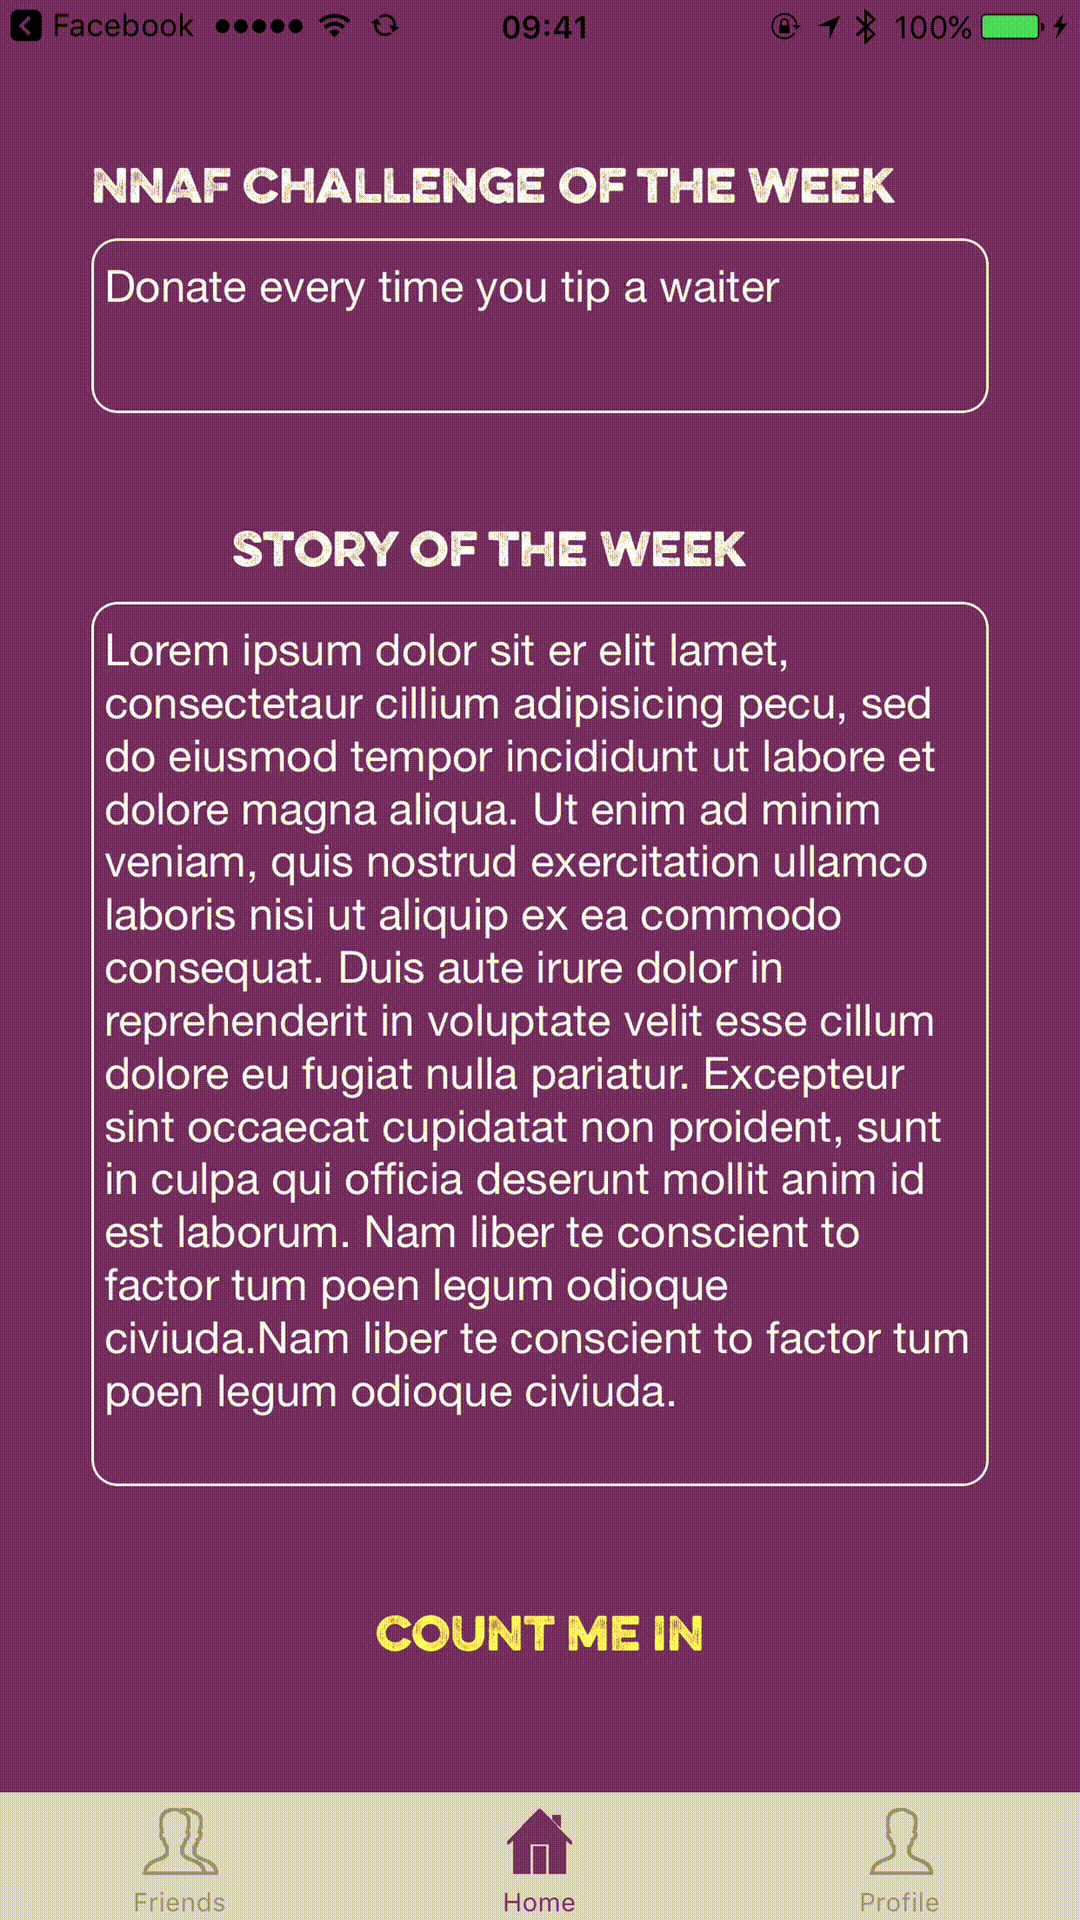 Facebook 09:41 100%
NNAF CHALLENGE OF THE WEEK
Donate every time you tip a waiter
STORY OF THE WEEK
Lorem ipsum dolor sit er elit lamet,
consectetaur cillium adipisicing pecu, sed
do eiusmod tempor incididunt ut labore et
dolore magna aliqua. Ut enim ad minim
veniam, quis nostrud exercitation ullamco
laboris nisi ut aliquip ex ea commodo
consequat. Duis aute irure dolor in
reprehenderit in voluptate velit esse cillum
dolore eu fugiat nulla pariatur. Excepteur
sint occaecat cupidatat non proident, sunt
in culpa qui officia deserunt mollit anim id
est laborum. Nam liber te conscient to
factor tum poen legum odioque
civiuda.Nam liber te conscient to factor tum
poen legum odioque civiuda.
COUNT ME IN
Friends Home Profile